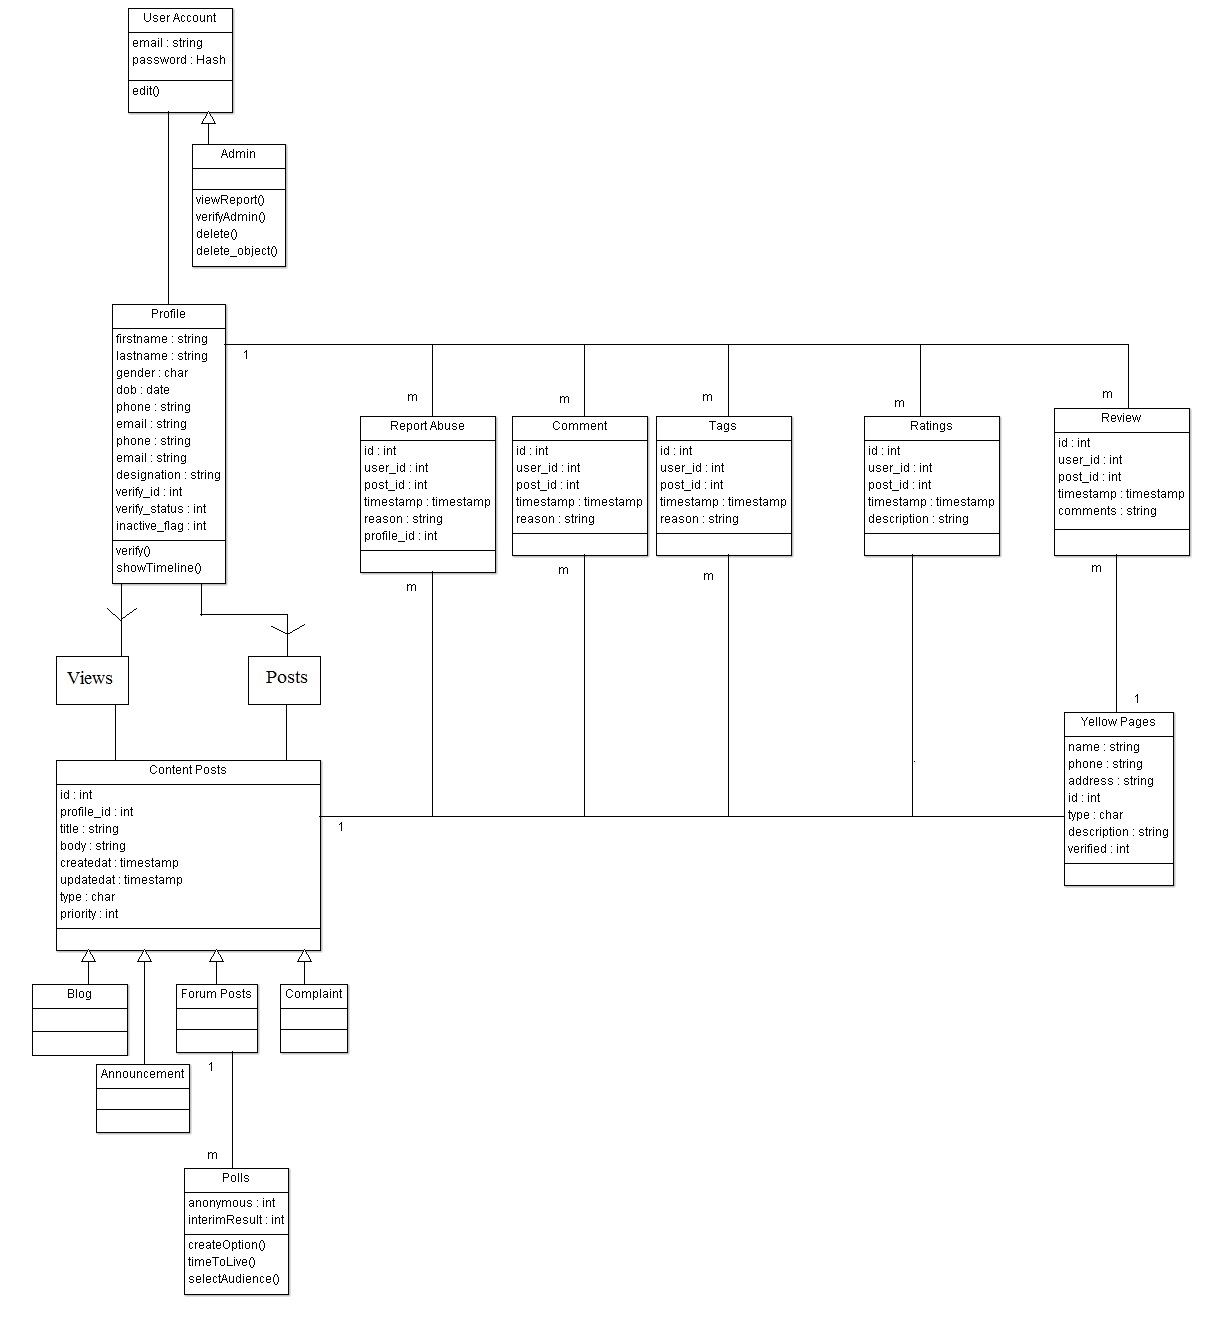 User Account
email : string
password : Hash
edit()
Admin
viewReport()
verifyAdmin()
delete()
delete_object()
Profile
firstname : string
lastname : string
gender : char
dob : date
phone : string
email : string
phone : string
email : string
designation : string
verify_id : int
verify_status : int
inactive_flag : int
verify()
showTimeline()
1
m
m
m
m
m
Report Abuse
id : int
user_id : int
post_id : int
timestamp : timestamp
reason : string
profile_id : int
m
Comment
id : int
user_id : int
post_id : int
timestamp : timestamp
reason : string
m
Tags
id : int
user_id : int
post_id : int
timestamp : timestamp
reason : string
m
Ratings
id : int
user_id : int
post_id : int
timestamp : timestamp
description : string
Review
id : int
user_id : int
post_id : int
timestamp : timestamp
comments : string
m
1
Views
Posts
Yellow Pages
name : string
phone : string
address : string
id : int
type : char
description : string
verified : int
Content Posts
id : int
profile_id : int
title : string
body : string
createdat : timestamp
updatedat : timestamp
type : char
priority : int
1
Blog
Forum Posts
Complaint
Announcement
1
m
Polls
anonymous : int
interimResult : int
createOption()
timeToLive()
selectAudience()